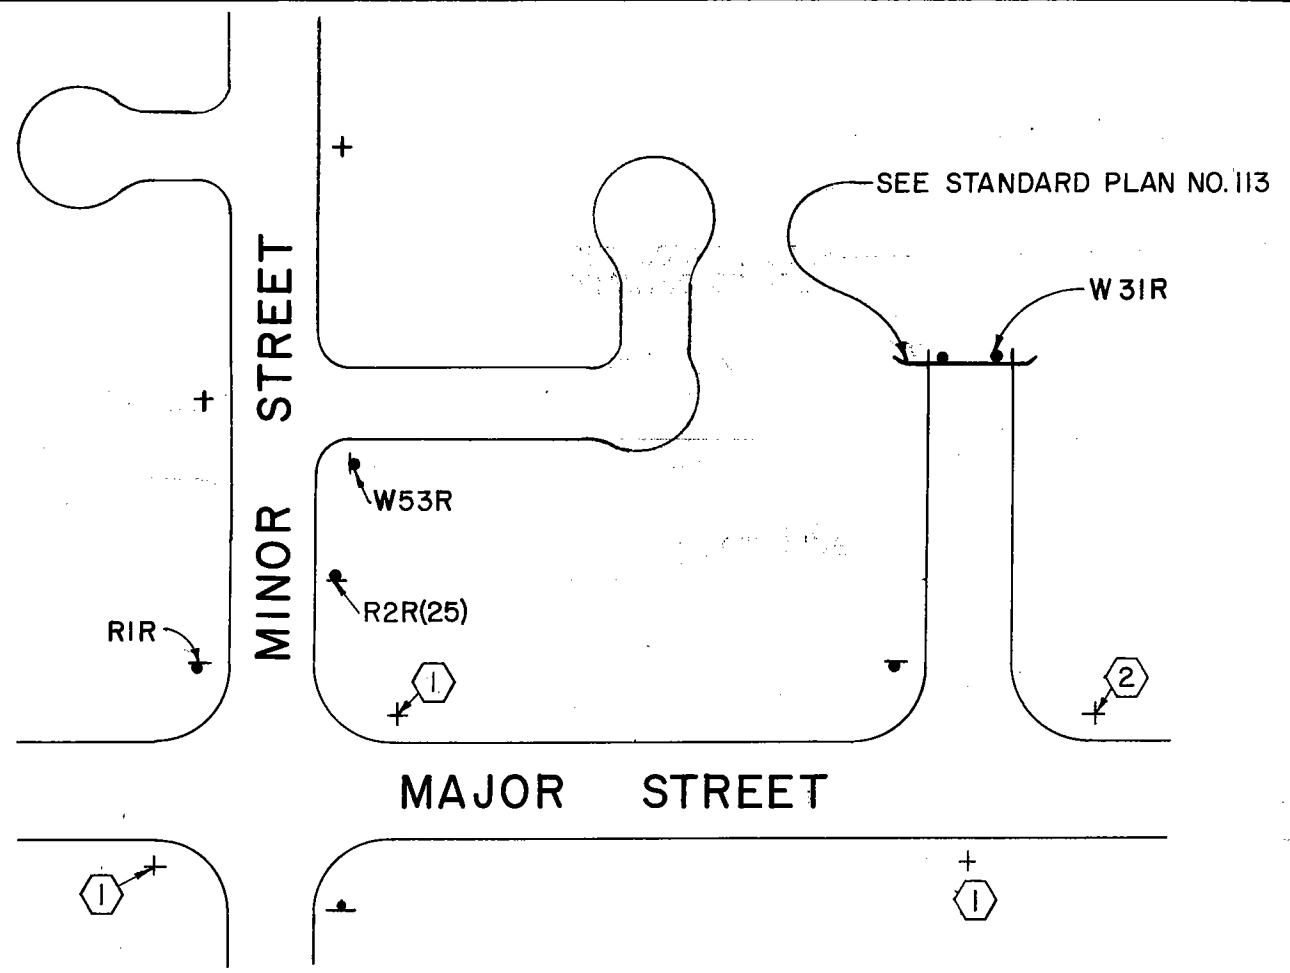 SEE STANDARD PLAN NO. 113
W31R
MINOR STREET
W53R
R2R(25)
R1R
1
2
MAJOR STREET
1
1